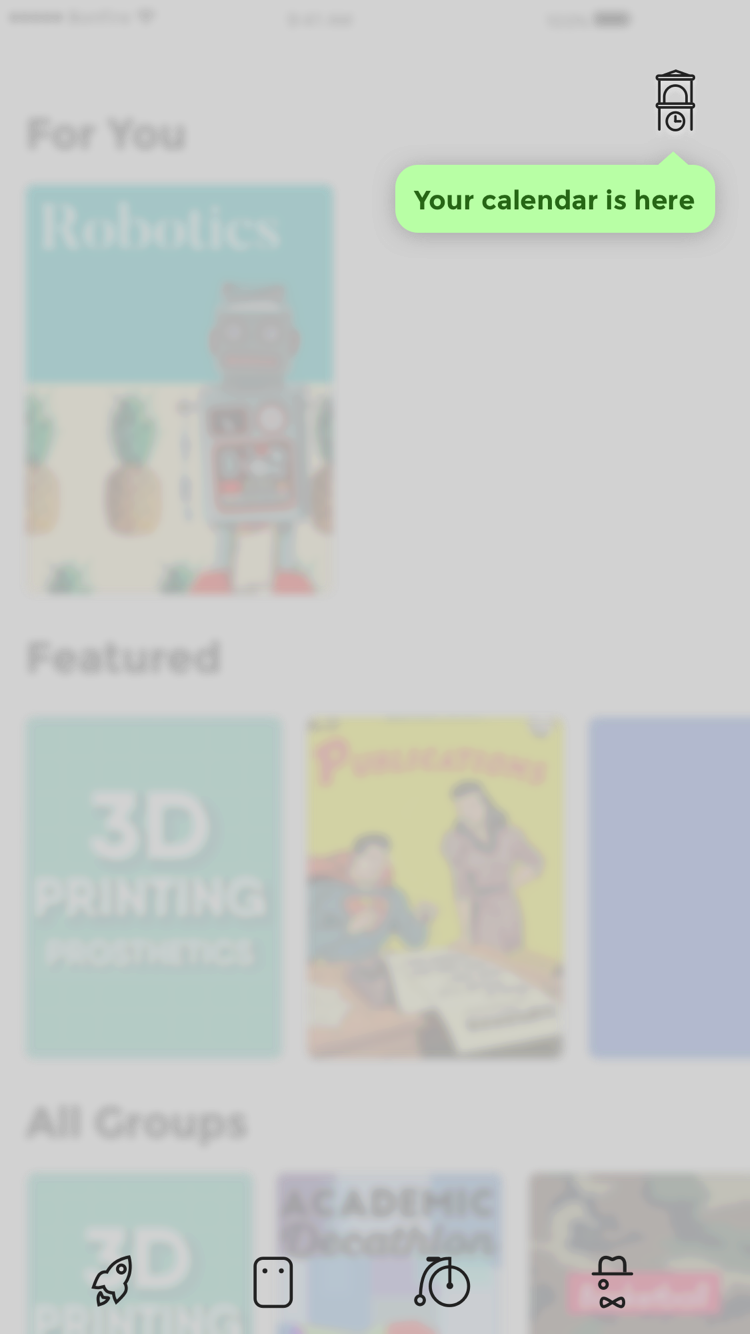 For You
Your calendar is here
Robotics
Featured
3D
PRINTING
PROSTHETICS
PUBLICATIONS
All Groups
3D
PRINTING
ACADEMIC
Decathlon